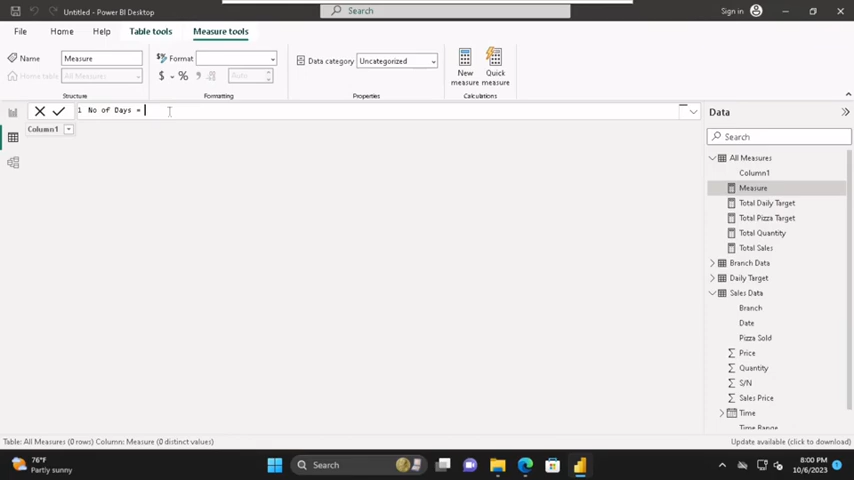 Untitled - Power BI Desktop
Search
Sign in
File
Home
Help
Table tools
Measure tools
Name
Measure
Home table
All Measures
Structure
Format
$
%
Auto
Formatting
Data category
Uncategorized
Properties
New measure
Quick measure
Calculations
1 No of Days =
Column1
Data
Search
All Measures
Column1
Measure
Total Daily Target
Total Pizza Target
Total Quantity
Total Sales
Branch Data
Daily Target
Sales Data
Branch
Date
Pizza Sold
Price
Quantity
S/N
Sales Price
Time
Time Range
Table: All Measures (0 rows) Column: Measure (0 distinct values)
Update available (click to download)
76°F
Partly sunny
Search
8:00 PM
10/6/2023